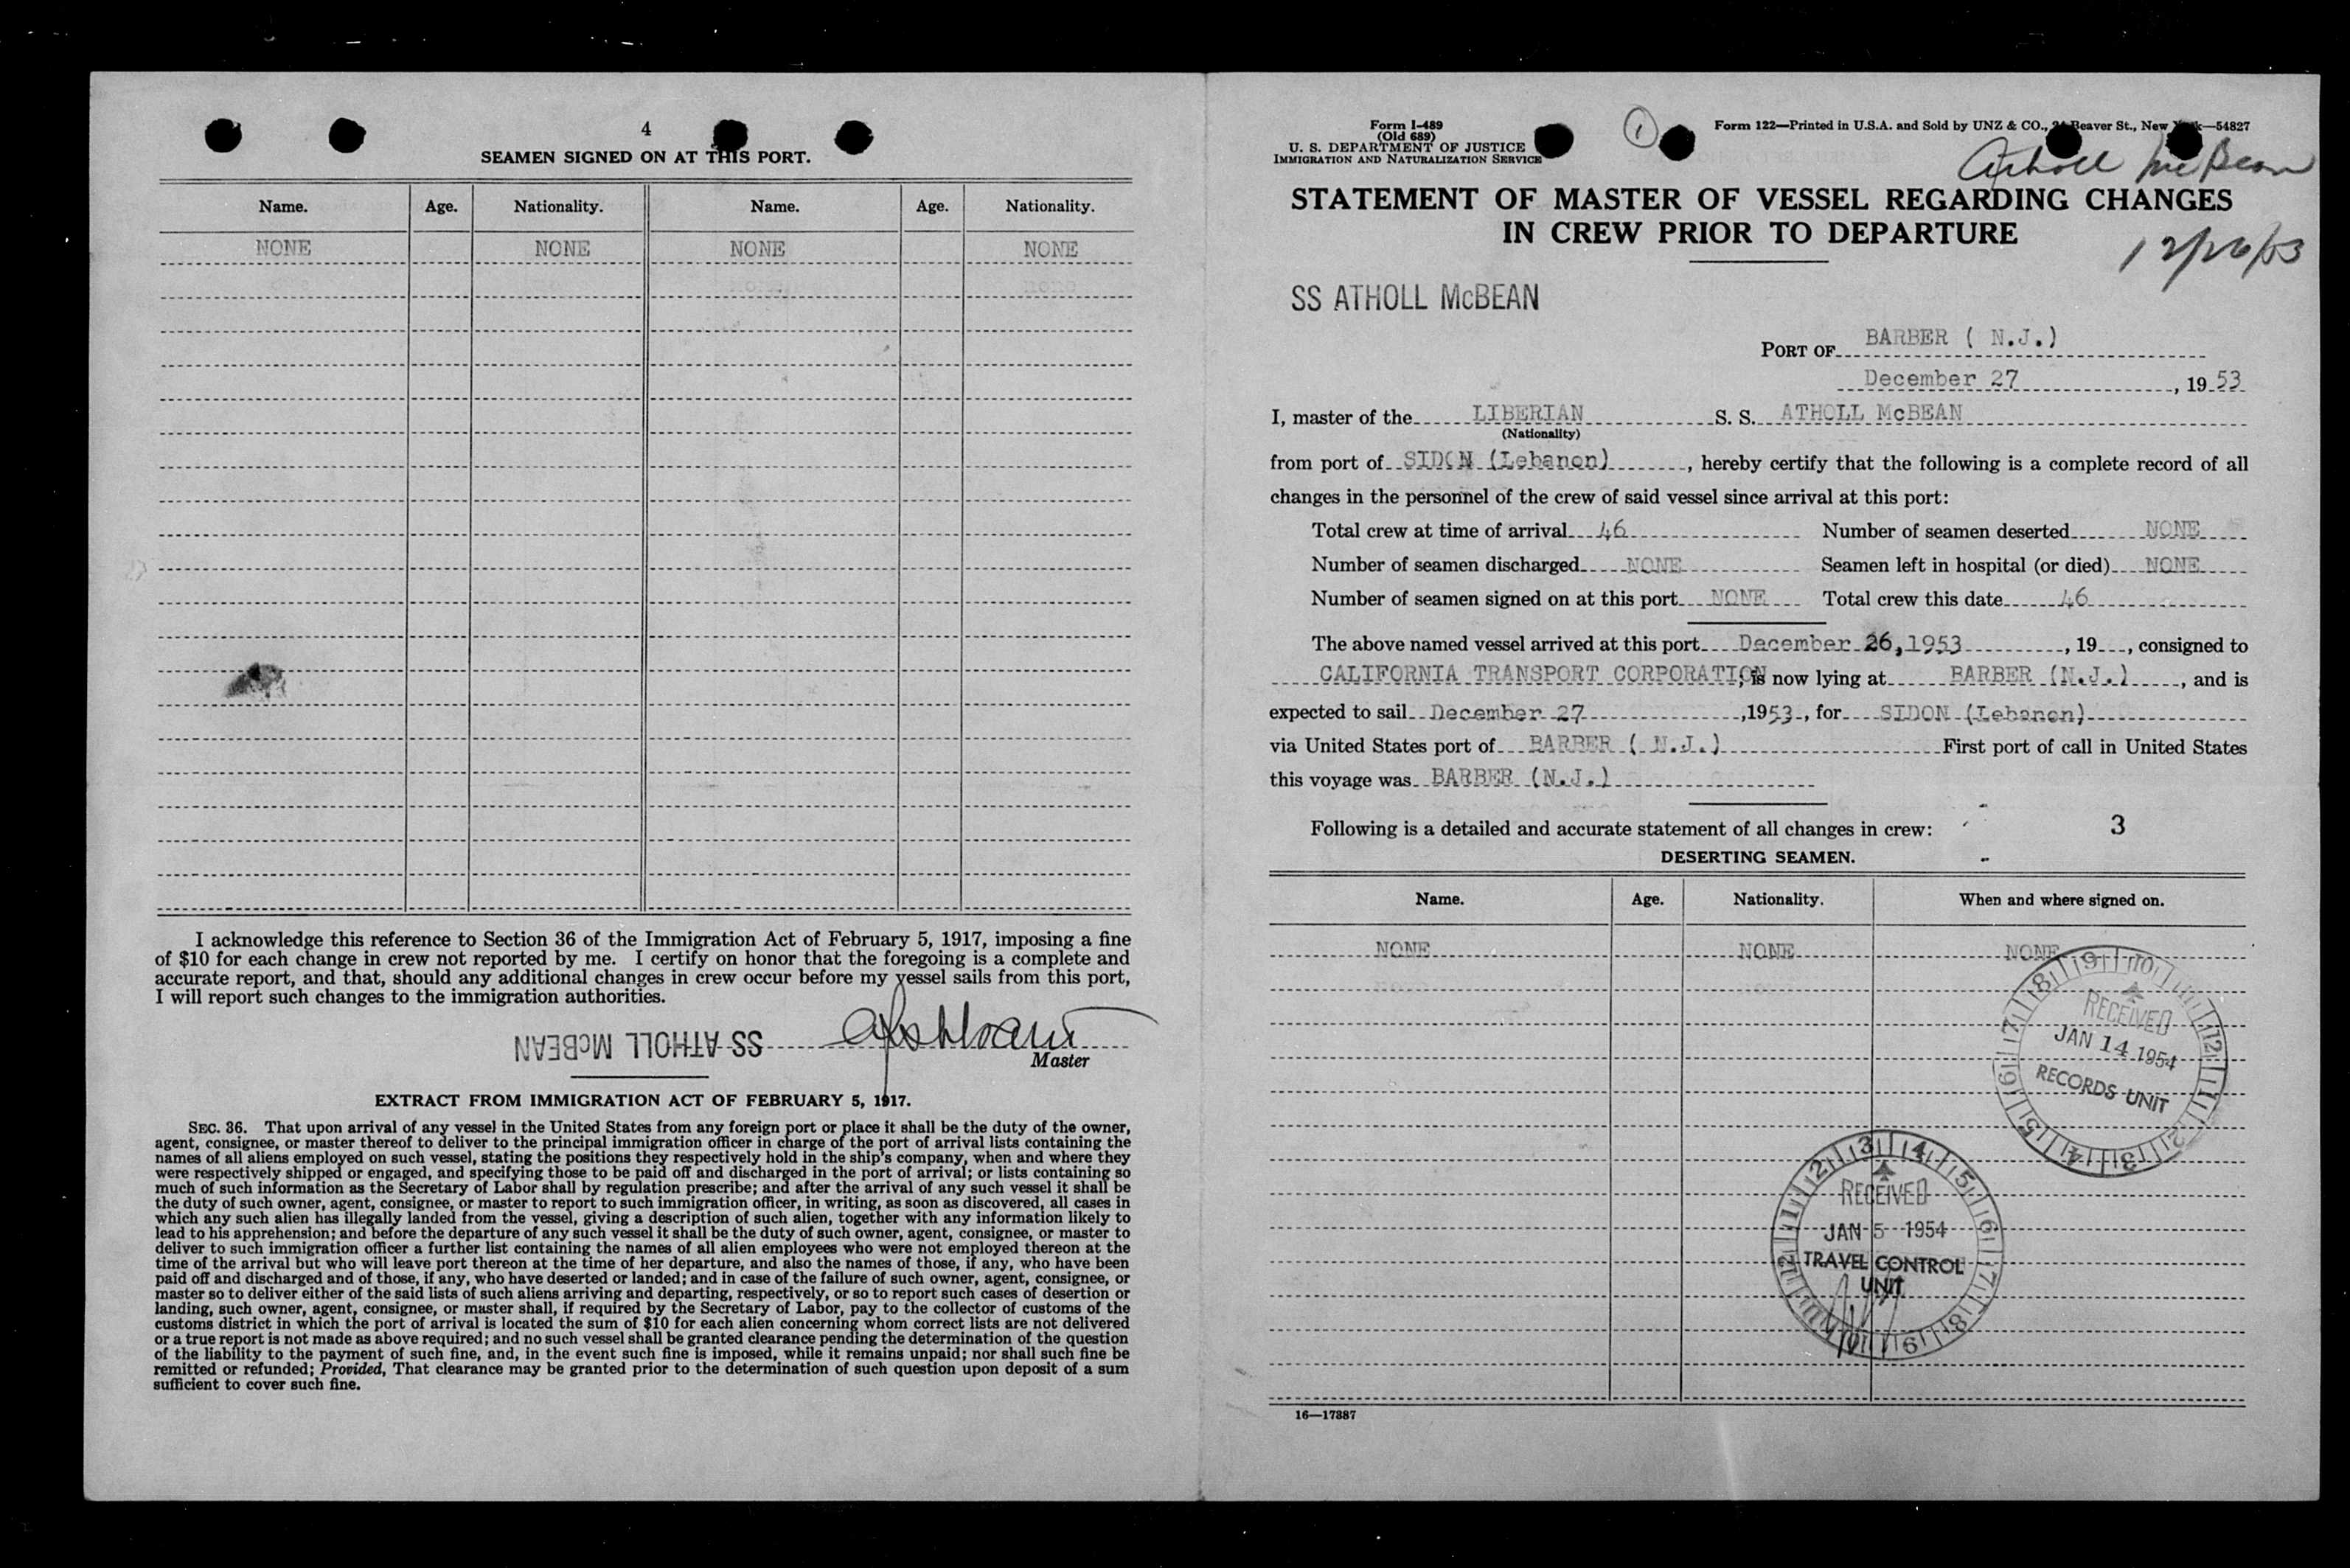 4
SEAMEN SIGNED ON AT THIS PORT.
Name. Age. Nationality. Name. Age. Nationality.
NONE NONE NONE NONE
I acknowledge this reference to Section 36 of the Immigration Act of February 5, 1917, imposing a fine
of $10 for each change in crew not reported by me. I certify on honor that the foregoing is a complete and
accurate report, and that, should any additional changes in crew occur before my vessel sails from this port,
I will report such changes to the immigration authorities.
SS ATHOLL McBEAN
Master
EXTRACT FROM IMMIGRATION ACT OF FEBRUARY 5, 1917.
SEC. 36. That upon arrival of any vessel in the United States from any foreign port or place it shall be the duty of the owner,
agent, consignee, or master thereof to deliver to the principal immigration officer in charge of the port of arrival lists containing the
names of all aliens employed on such vessel, stating the positions they respectively hold in the ship's company, when and where they
were respectively shipped or engaged, and specifying those to be paid off and discharged in the port of arrival; or lists containing so
much of such information as the Secretary of Labor shall by regulation prescribe; and after the arrival of any such vessel it shall be
the duty of such owner, agent, consignee, or master to report to such immigration officer, in writing, as soon as discovered, all cases in
which any such alien has illegally landed from the vessel, giving a description of such alien, together with any information likely to
lead to his apprehension; and before the departure of any such vessel it shall be the duty of such owner, agent, consignee, or master to
deliver to such immigration officer a further list containing the names of all alien employees who were not employed thereon at the
time of the arrival but who will leave port thereon at the time of her departure, and also the names of those, if any, who have been
paid off and discharged and of those, if any, who have deserted or landed; and in case of the failure of such owner, agent, consignee, or
master so to deliver either of the said lists of such aliens arriving and departing, respectively, or so to report such cases of desertion or
landing, such owner, agent, consignee, or master shall, if required by the Secretary of Labor, pay to the collector of customs of the
customs district in which the port of arrival is located the sum of $10 for each alien concerning whom correct lists are not delivered
or a true report is not made as above required; and no such vessel shall be granted clearance pending the determination of the question
of the liability to the payment of such fine, and, in the event such fine is imposed, while it remains unpaid; nor shall such fine be
remitted or refunded; Provided, That clearance may be granted prior to the determination of such question upon deposit of a sum
sufficient to cover such fine.
Form I-489
(Old 689)
U. S. DEPARTMENT OF JUSTICE
IMMIGRATION AND NATURALIZATION SERVICE
1
Form 122—Printed in U.S.A. and Sold by UNZ & CO., Beaver St., New —54827
Atholl McBean
STATEMENT OF MASTER OF VESSEL REGARDING CHANGES
IN CREW PRIOR TO DEPARTURE
12/26/53
SS ATHOLL McBEAN
PORT OF BARBER ( N.J.)
December 27, 1953
I, master of the LIBERIAN S. S. ATHOLL McBEAN
(Nationality)
from port of SIDON (Lebanon), hereby certify that the following is a complete record of all
changes in the personnel of the crew of said vessel since arrival at this port:
Total crew at time of arrival 46 Number of seamen deserted NONE
Number of seamen discharged NONE Seamen left in hospital (or died) NONE
Number of seamen signed on at this port NONE Total crew this date 46
The above named vessel arrived at this port December 26, 1953, 19, consigned to
CALIFORNIA TRANSPORT CORPORATION, is now lying at BARBER (N.J.), and is
expected to sail December 27, 1953, for SIDON (Lebanon)
via United States port of BARBER ( N.J.) First port of call in United States
this voyage was BARBER (N.J.)
Following is a detailed and accurate statement of all changes in crew: 3
DESERTING SEAMEN.
Name. Age. Nationality. When and where signed on.
NONE NONE NONE
9 10 11 12 1 2 3 4 5 6 7 8
RECEIVED
JAN 14 1954
RECORDS UNIT
3 4 5 6 7 8 9 10 11 12 1 2
RECEIVED
JAN 5 1954
TRAVEL CONTROL
UNIT
16—17887